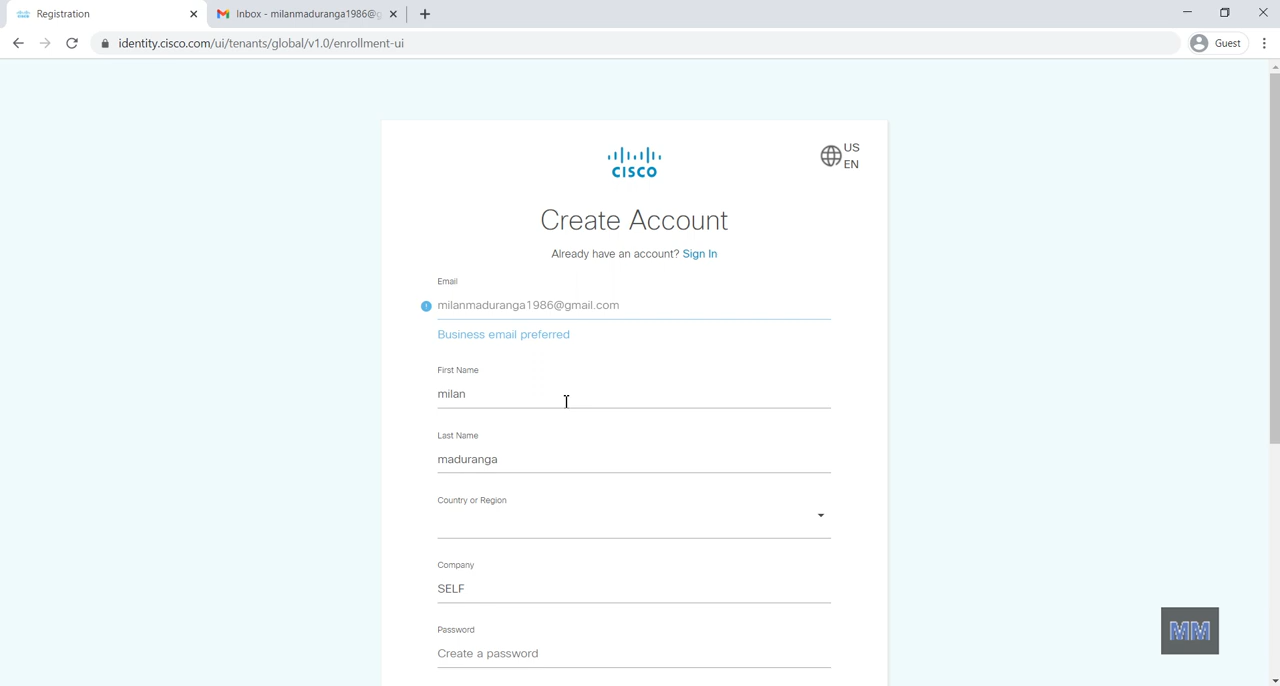 Registration
Inbox - milanmaduranga1986@g
identity.cisco.com/ui/tenants/global/v1.0/enrollment-ui
Guest
CISCO
US
EN
Create Account
Already have an account? Sign In
Email
milanmaduranga1986@gmail.com
Business email preferred
First Name
milan
Last Name
maduranga
Country or Region
Company
SELF
Password
Create a password
MM